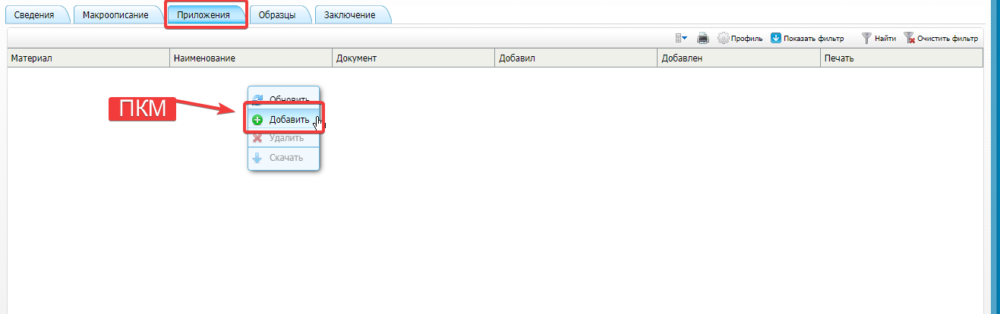 Сведения Макроописание Приложения Образцы Заключение
Профиль Показать фильтр Найти Очистить фильтр
Материал Наименование Документ Добавил Добавлен Печать
Обновить
ПКМ
Добавить
Удалить
Скачать